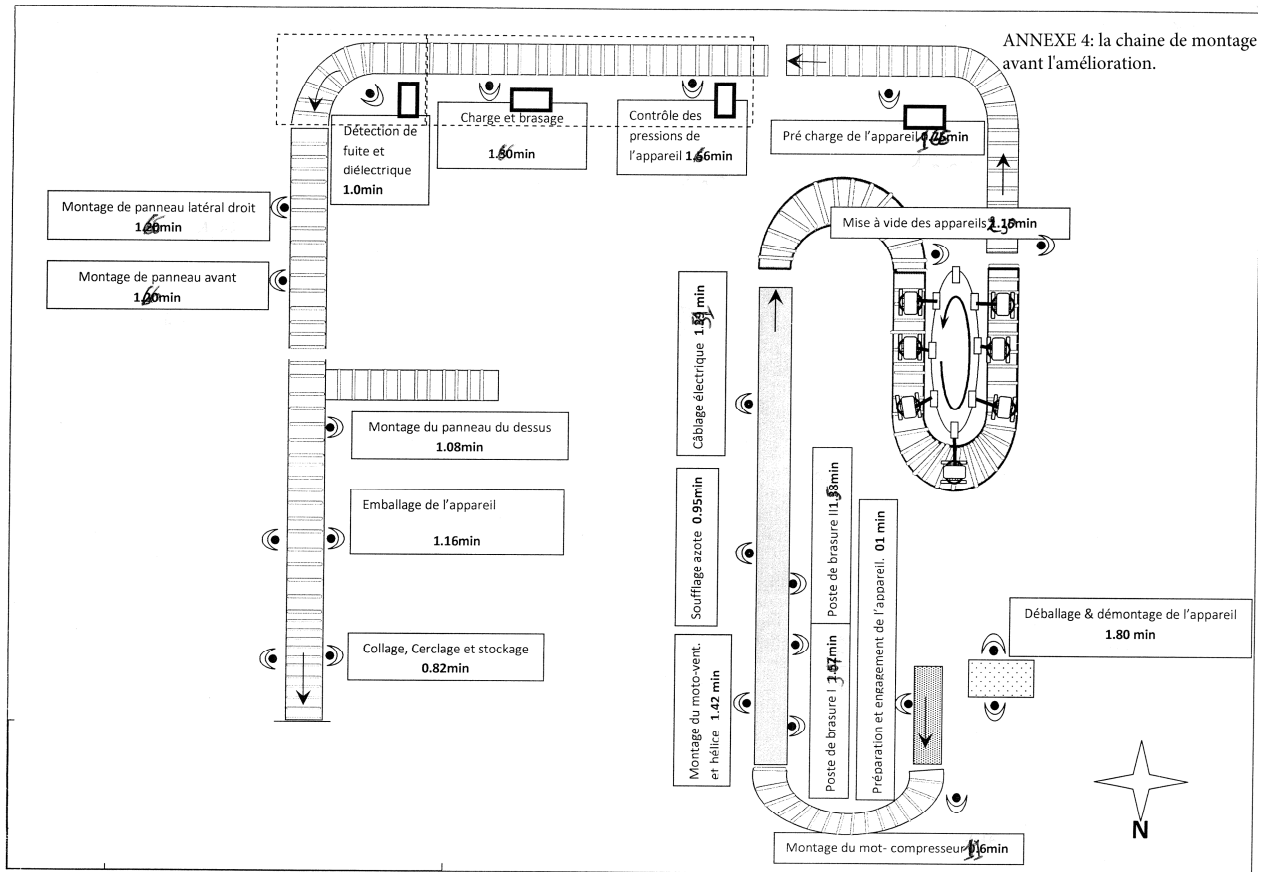 ANNEXE 4: la chaine de montage
avant l'amélioration.
Détection de
fuite et
diélectrique
1.0min
Charge et brasage
Contrôle des
pressions de
l'appareil
Pré charge de l'appareil
Montage de panneau latéral droit
Mise à vide des appareils
Montage de panneau avant
Câblage électrique
Montage du panneau du dessus
1.08min
Soufflage azote 0.95min
Poste de brasure II
Emballage de l'appareil
1.16min
Préparation et engagement de l'appareil. 01 min
Déballage & démontage de l'appareil
1.80 min
Collage, Cerclage et stockage
0.82min
Montage du moto-vent.
et hélice 1.42 min
Poste de brasure I
N
Montage du mot- compresseur